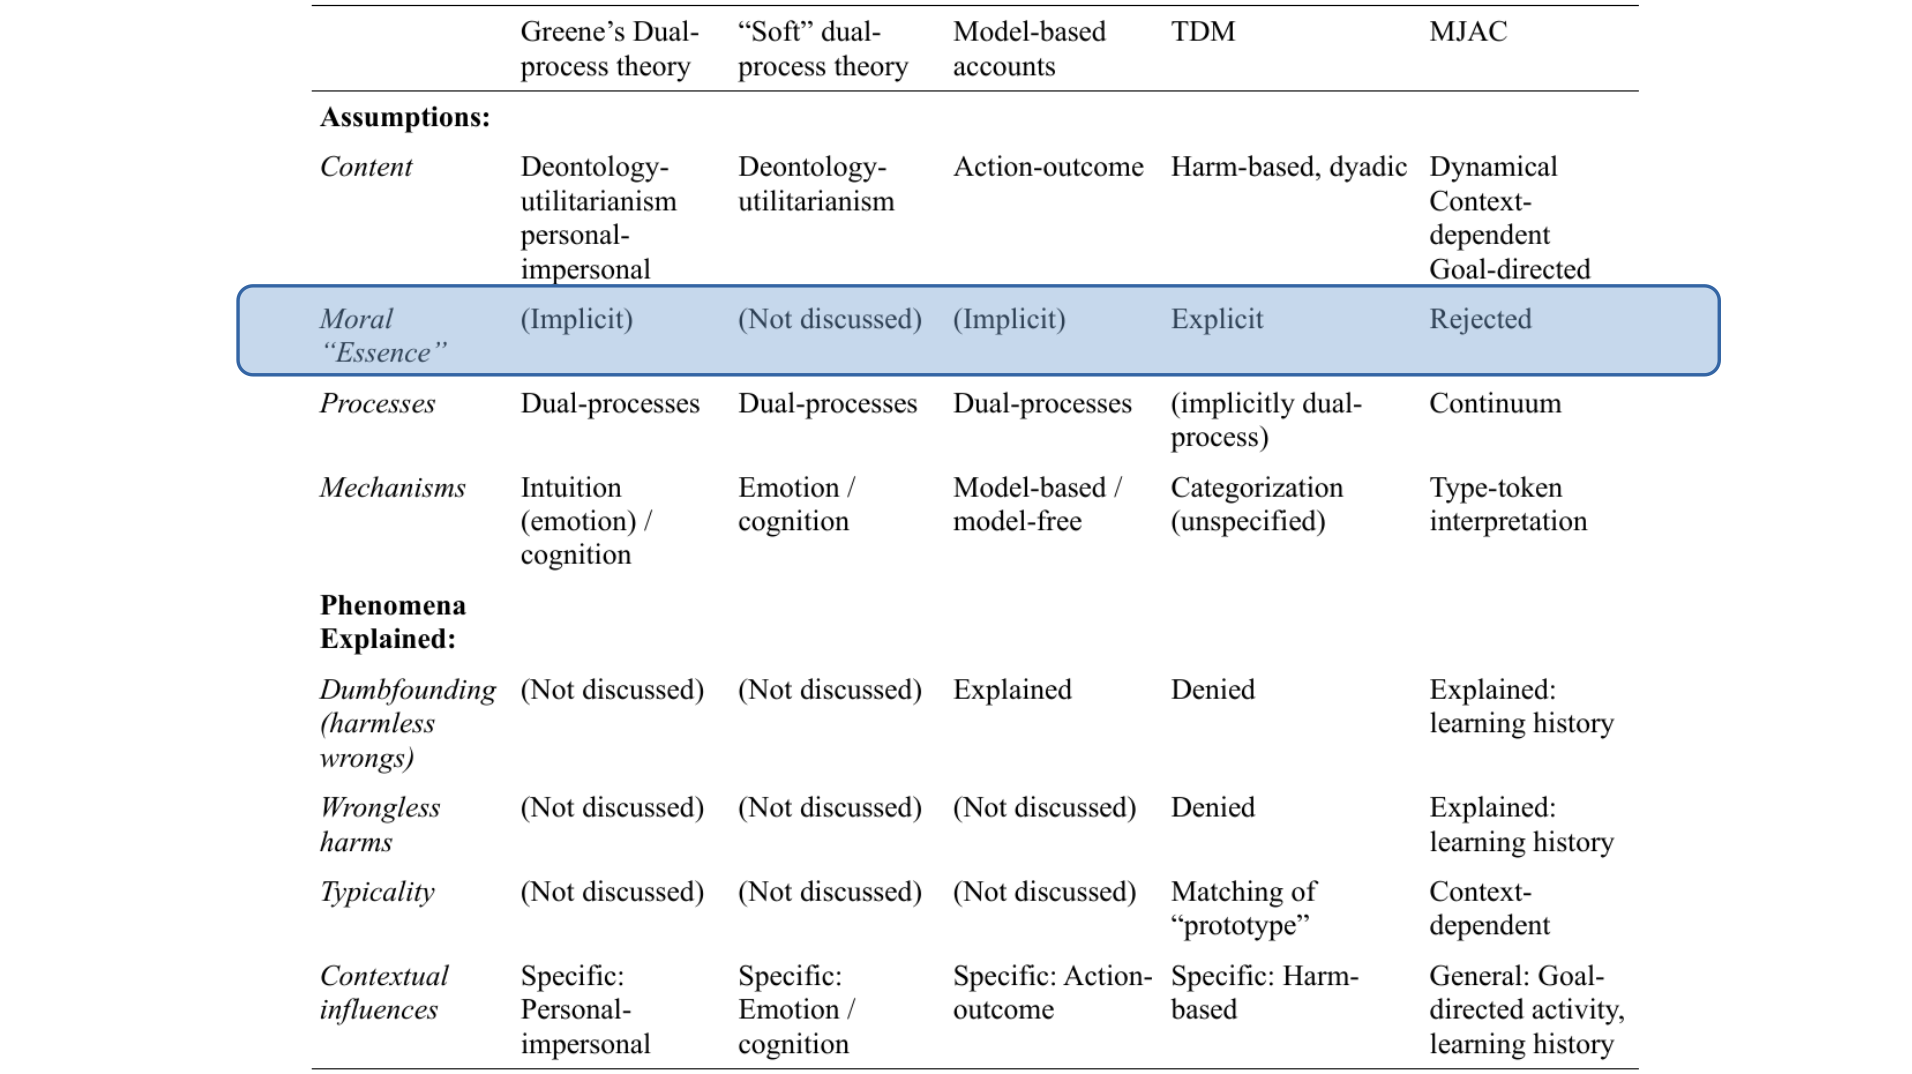 Greene’s Dual- “Soft” dual- Model-based TDM MJAC
process theory process theory accounts
Assumptions:
Content Deontology- Deontology- Action-outcome Harm-based, dyadic Dynamical
utilitarianism utilitarianism Context-
personal- dependent
impersonal Goal-directed
Moral (Implicit) (Not discussed) (Implicit) Explicit Rejected
“Essence”
Processes Dual-processes Dual-processes Dual-processes (implicitly dual- Continuum
process)
Mechanisms Intuition Emotion / Model-based / Categorization Type-token
(emotion) / cognition model-free (unspecified) interpretation
cognition
Phenomena
Explained:
Dumbfounding (Not discussed) (Not discussed) Explained Denied Explained:
(harmless learning history
wrongs)
Wrongless (Not discussed) (Not discussed) (Not discussed) Denied Explained:
harms learning history
Typicality (Not discussed) (Not discussed) (Not discussed) Matching of Context-
“prototype” dependent
Contextual Specific: Specific: Specific: Action- Specific: Harm- General: Goal-
influences Personal- Emotion / outcome based directed activity,
impersonal cognition learning history